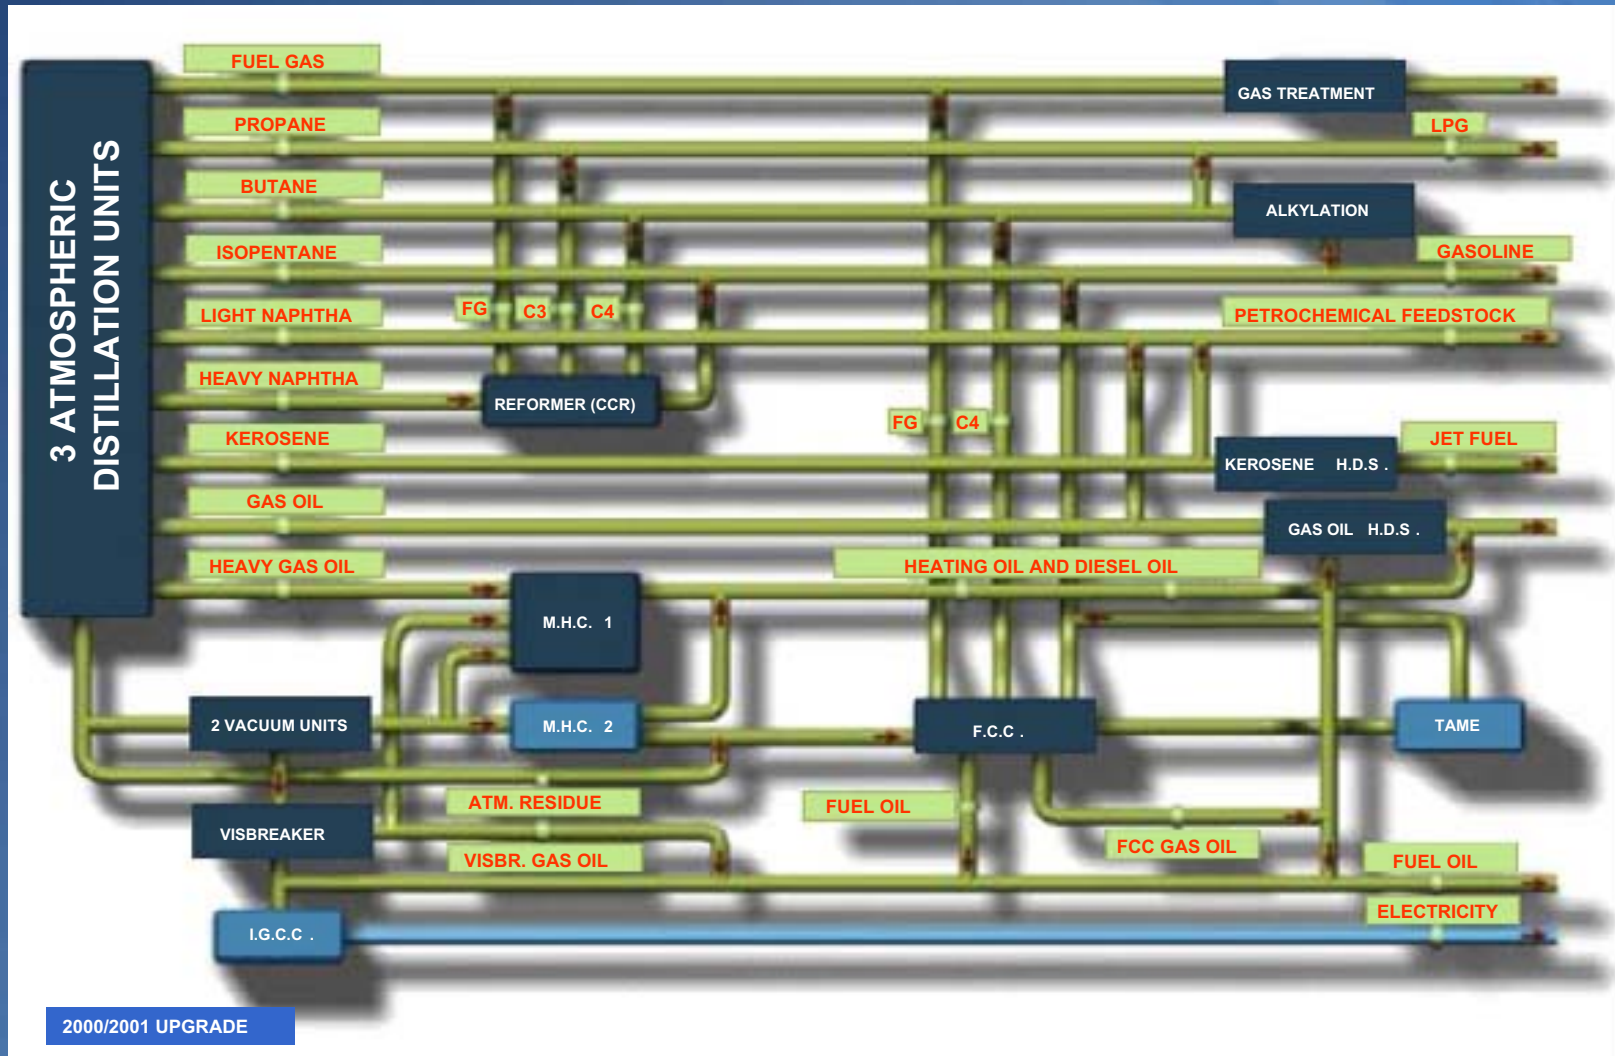 FUEL GAS
GAS TREATMENT
PROPANE
LPG
3 ATMOSPHERIC
DISTILLATION UNITS
BUTANE
ALKYLATION
ISOPENTANE
GASOLINE
LIGHT NAPHTHA
FG
C3
C4
PETROCHEMICAL FEEDSTOCK
HEAVY NAPHTHA
REFORMER (CCR)
FG
C4
KEROSENE
KEROSENE H.D.S .
JET FUEL
GAS OIL
GAS OIL H.D.S .
HEAVY GAS OIL
HEATING OIL AND DIESEL OIL
M.H.C. 1
2 VACUUM UNITS
M.H.C. 2
F.C.C .
TAME
ATM. RESIDUE
FUEL OIL
VISBREAKER
VISBR. GAS OIL
FCC GAS OIL
FUEL OIL
ELECTRICITY
I.G.C.C .
2000/2001 UPGRADE